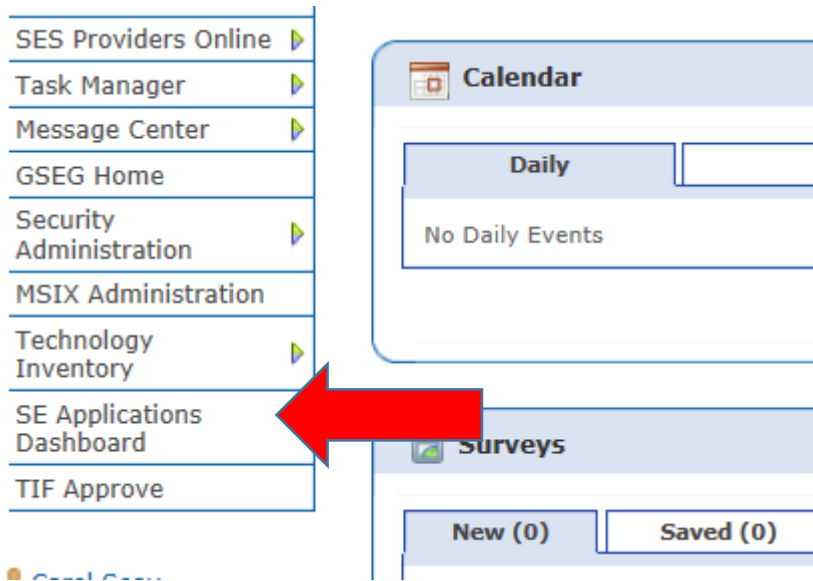 SES Providers Online
Task Manager
Message Center
GSEG Home
Security
Administration
MSIX Administration
Technology
Inventory
SE Applications
Dashboard
TIF Approve
Calendar
Daily
No Daily Events
Surveys
New (0)
Saved (0)